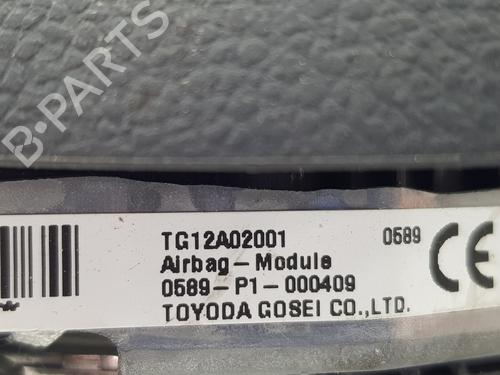 B-PARTS
TG12A02001 0589
Airbag-Module
0589-P1-000409
TOYODA GOSEI CO.,LTD.
CE